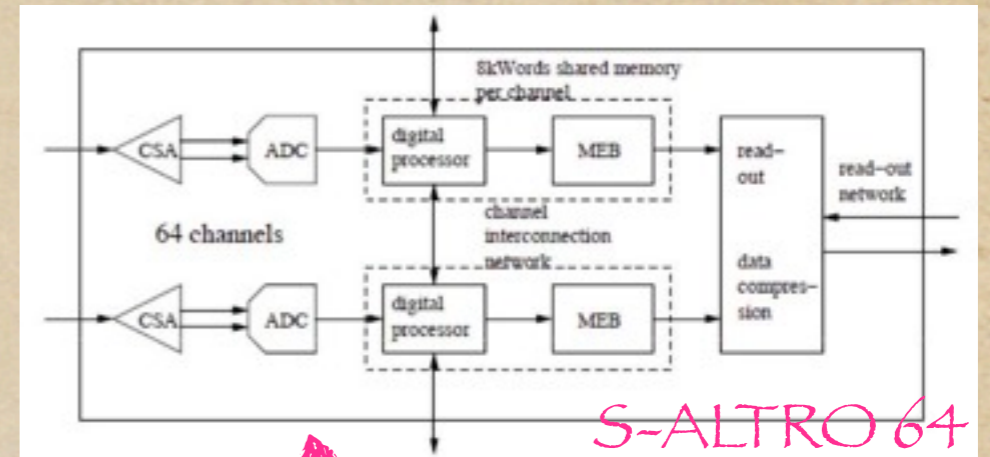 8kWords shared memory
per channel
CSA
ADC
digital
processor
MEB
read-
out
read-out
network
64 channels
channel
interconnection
network
CSA
ADC
digital
processor
MEB
data
compres-
sion
S-ALTRO 64